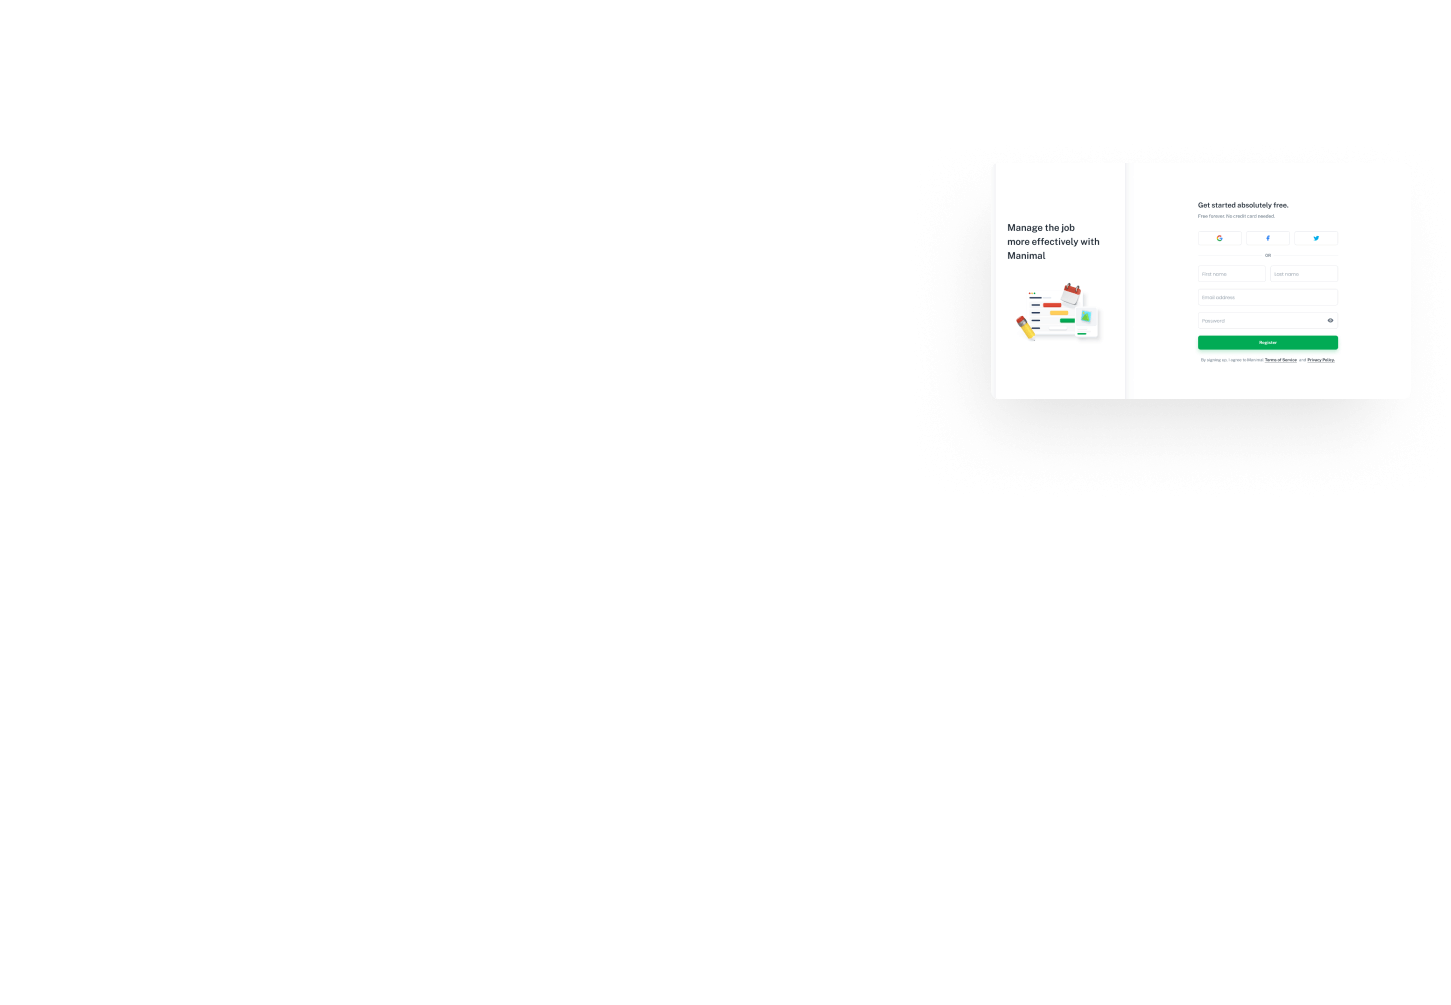 Manage the job
more effectively with
Manimal
Get started absolutely free.
Free forever. No credit card needed.
OR
First name
Last name
Email address
Password
Register
By signing up, I agree to Manimal Terms of Service and Privacy Policy.